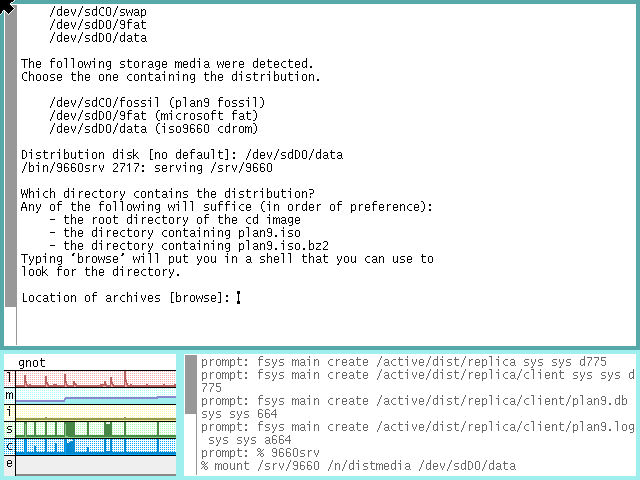 /dev/sdC0/swap
/dev/sdD0/9fat
/dev/sdD0/data
The following storage media were detected.
Choose the one containing the distribution.
/dev/sdC0/fossil (plan9 fossil)
/dev/sdD0/9fat (microsoft fat)
/dev/sdD0/data (iso9660 cdrom)
Distribution disk [no default]: /dev/sdD0/data
/bin/9660srv 2717: serving /srv/9660
Which directory contains the distribution?
Any of the following will suffice (in order of preference):
- the root directory of the cd image
- the directory containing plan9.iso
- the directory containing plan9.iso.bz2
Typing ‘browse’ will put you in a shell that you can use to
look for the directory.
Location of archives [browse]:
gnot
l
m
i
s
c
e
prompt: fsys main create /active/dist/replica sys sys d775
prompt: fsys main create /active/dist/replica/client sys sys d
775
prompt: fsys main create /active/dist/replica/client/plan9.db
sys sys 664
prompt: fsys main create /active/dist/replica/client/plan9.log
sys sys a664
prompt: % 9660srv
% mount /srv/9660 /n/distmedia /dev/sdD0/data